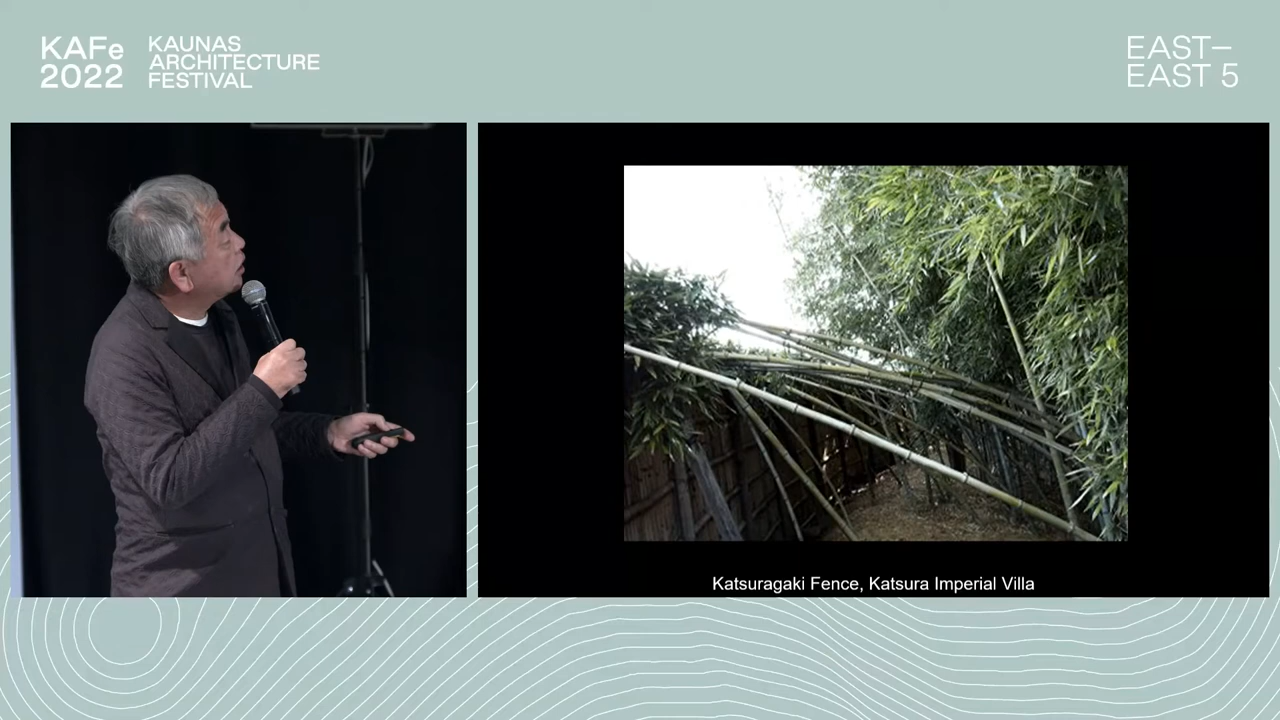 KAFe
2022
KAUNAS
ARCHITECTURE
FESTIVAL
EAST–
EAST 5
Katsuragaki Fence, Katsura Imperial Villa